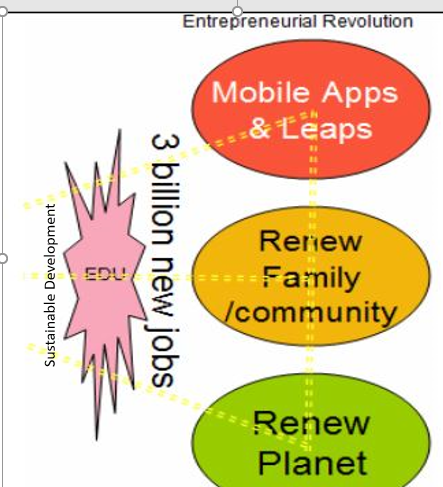 Entrepreneurial Revolution
Mobile Apps
& Leaps
3 billion new jobs
Sustainable Development
EDU
Renew
Family
/community
Renew
Planet